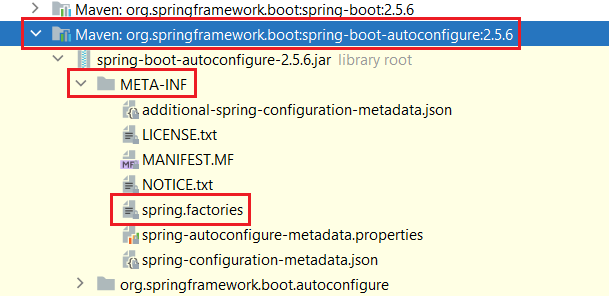 Maven: org.springframework.boot:spring-boot:2.5.6
Maven: org.springframework.boot:spring-boot-autoconfigure:2.5.6
spring-boot-autoconfigure-2.5.6.jar library root
META-INF
additional-spring-configuration-metadata.json
LICENSE.txt
MF MANIFEST.MF
NOTICE.txt
spring.factories
spring-autoconfigure-metadata.properties
spring-configuration-metadata.json
org.springframework.boot.autoconfigure